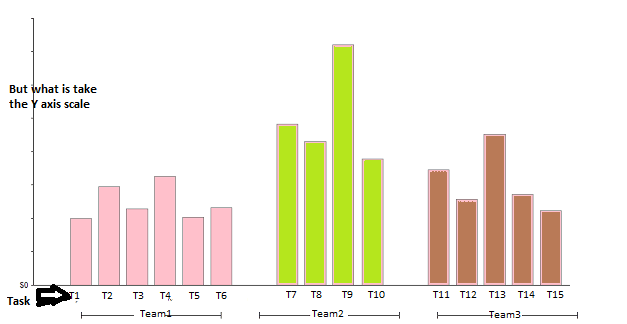 But what is take
the Y axis scale
$0
Task T1 T2 T3 T4 T5 T6 T7 T8 T9 T10 T11 T12 T13 T14 T15
Team1 Team2 Team3